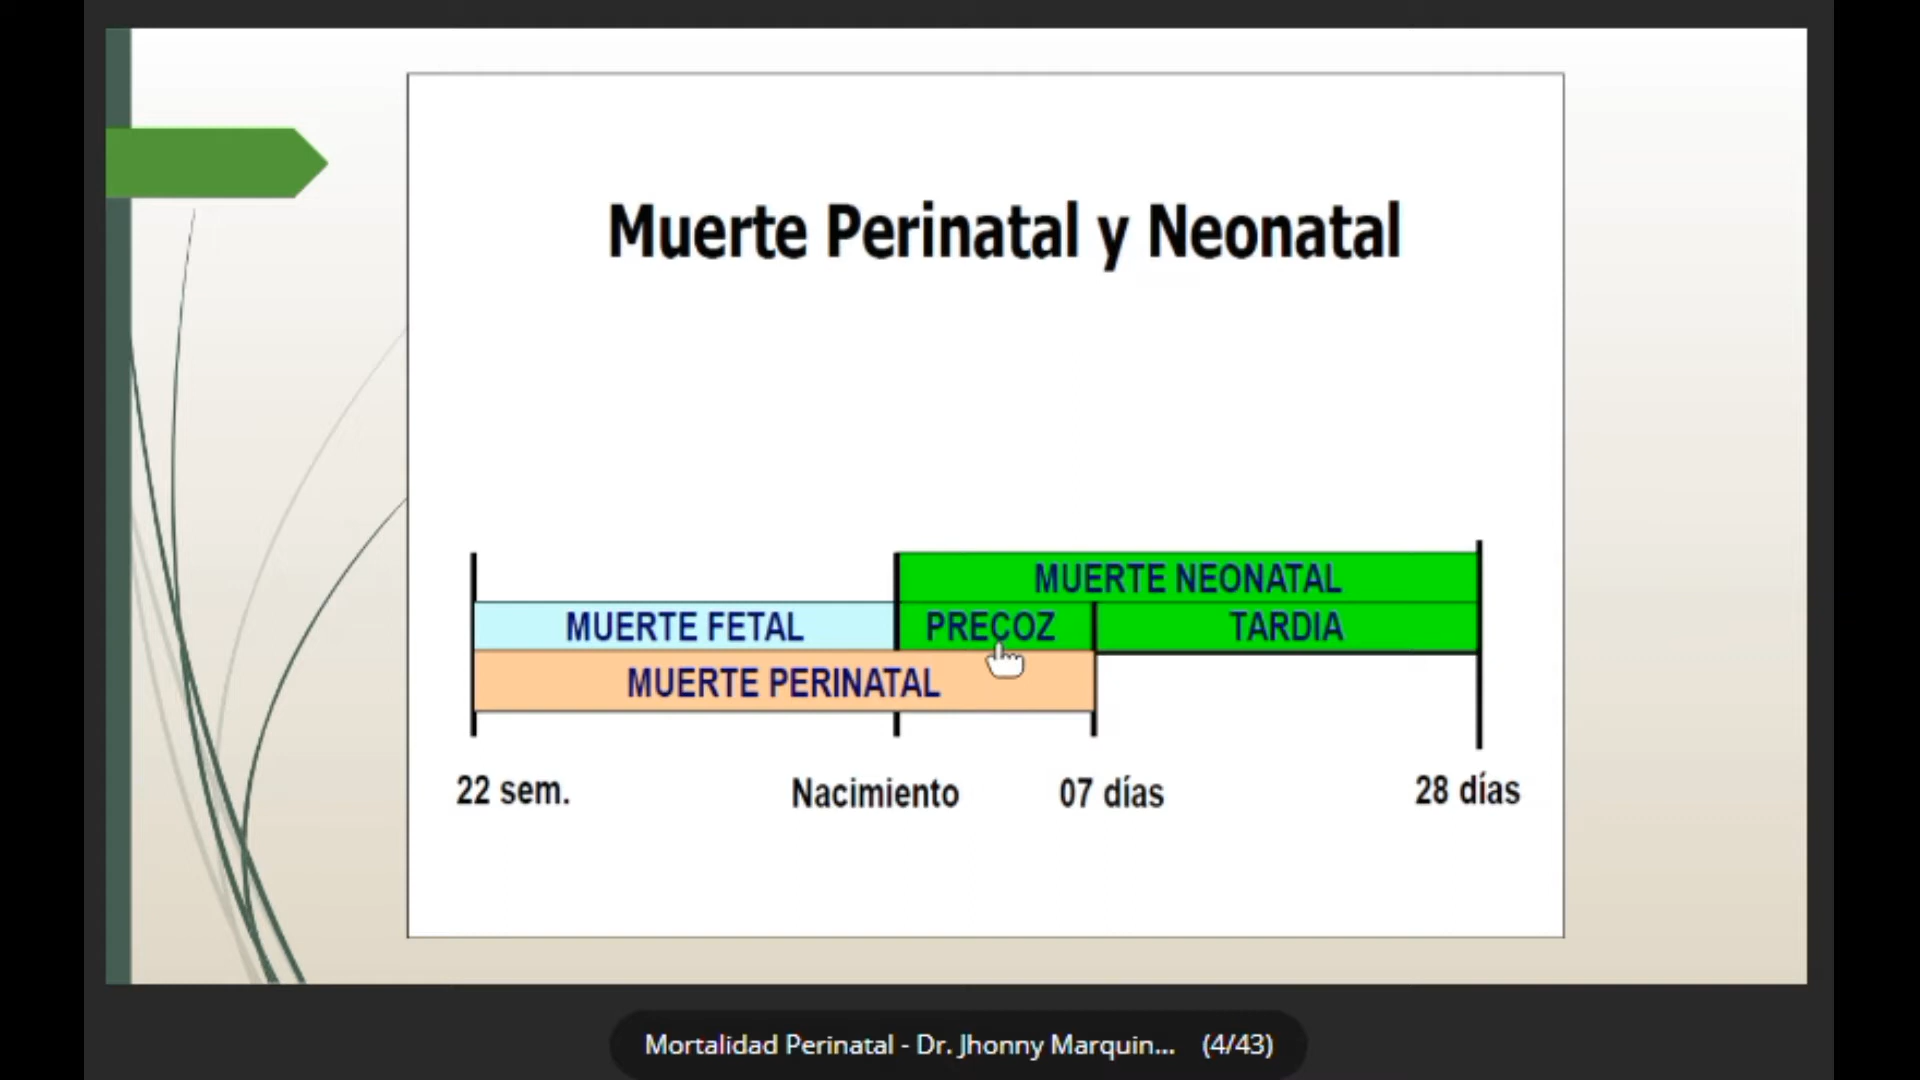 Muerte Perinatal y Neonatal
MUERTE NEONATAL
MUERTE FETAL
PRECOZ
TARDIA
MUERTE PERINATAL
22 sem.
Nacimiento
07 días
28 días
Mortalidad Perinatal - Dr. Jhonny Marquin... (4/43)